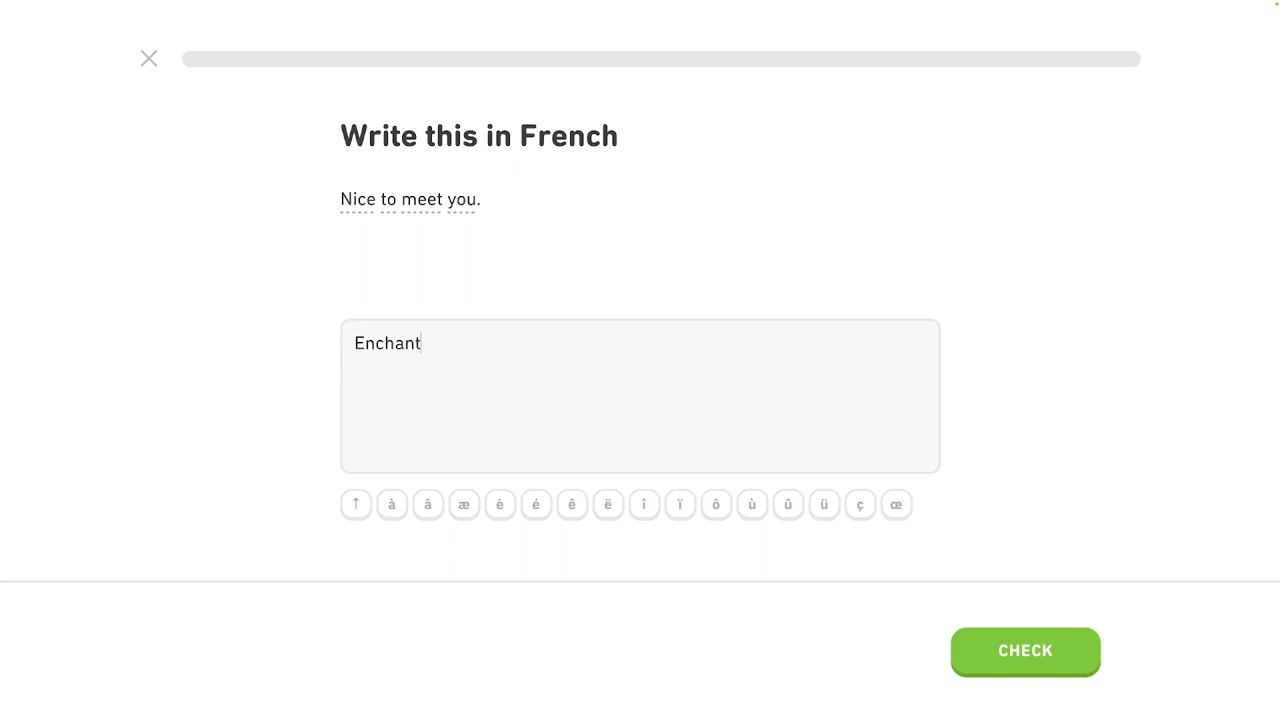 Write this in French
Nice to meet you.
Enchant
↑ à â æ è é ê ë î ï ô ù û ü ç œ
CHECK